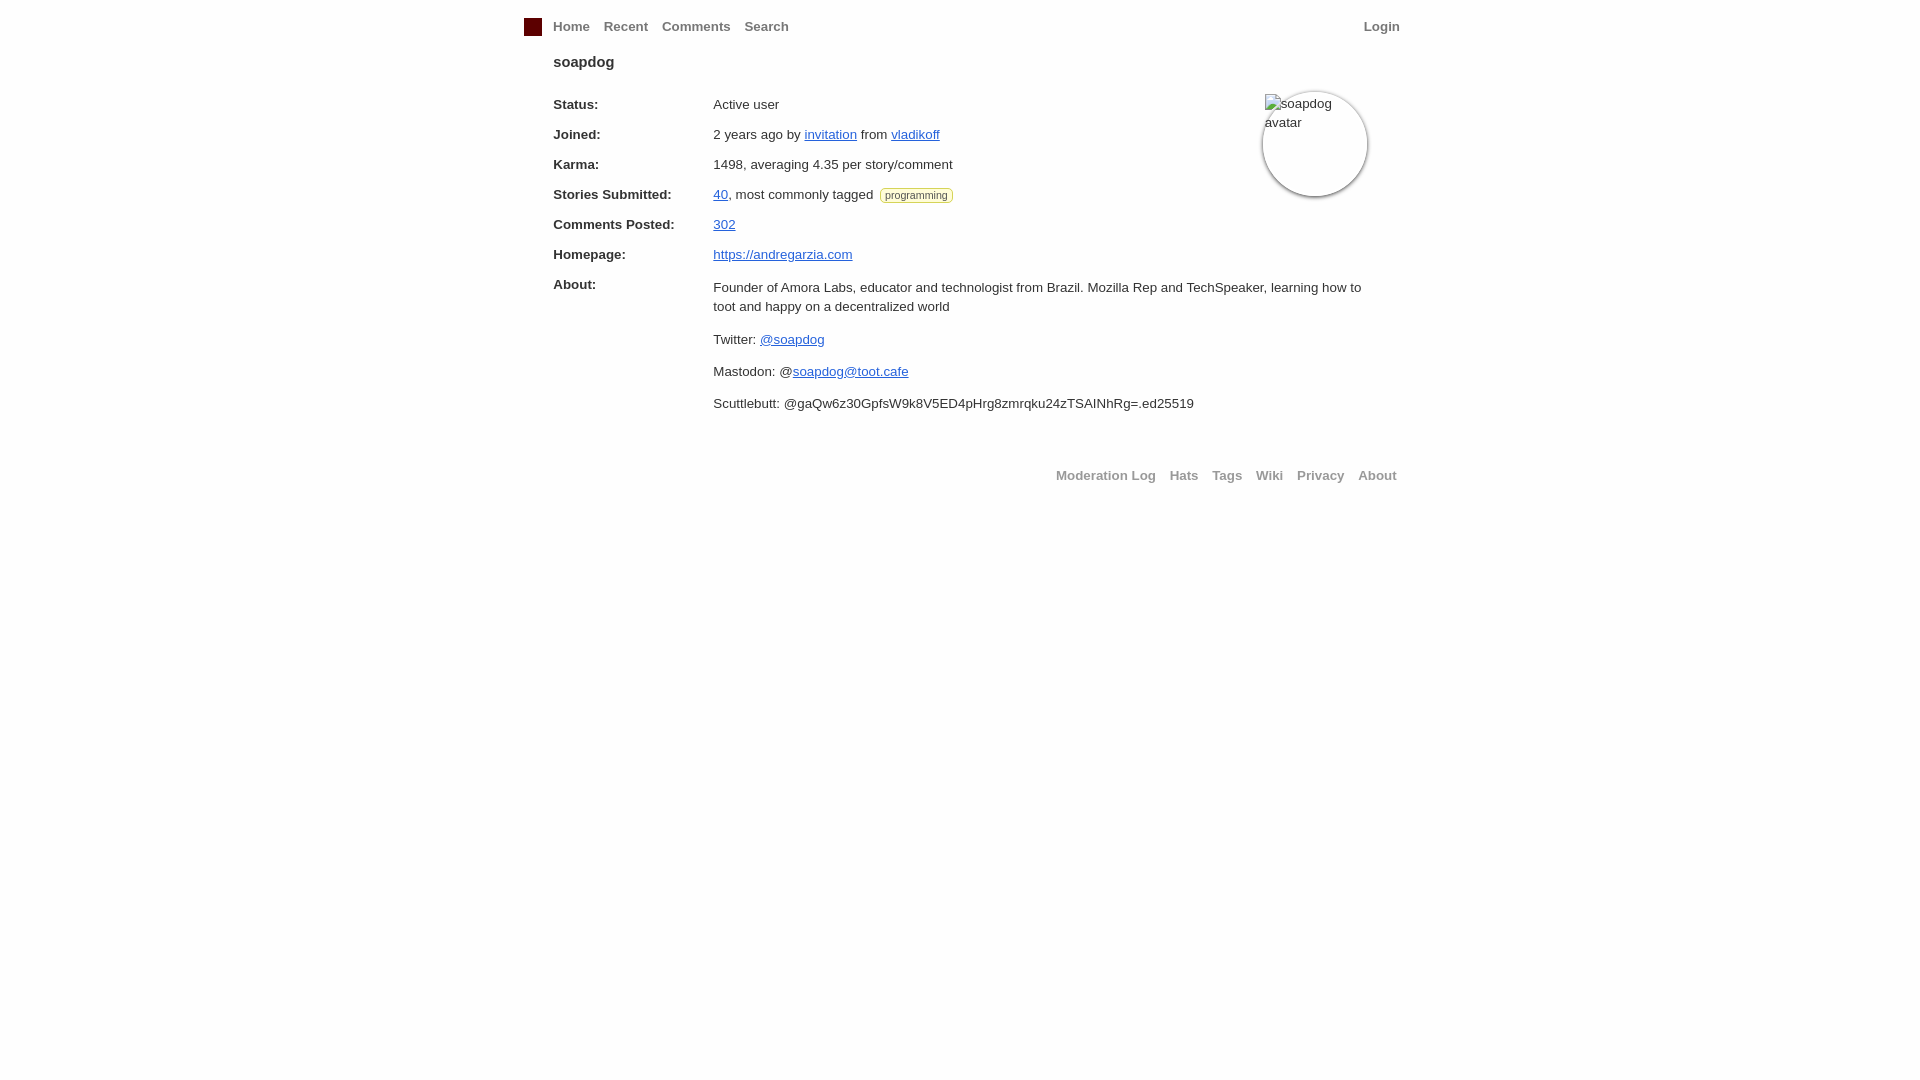 Home Recent Comments Search Login
soapdog
Status: Active user
soapdog avatar
Joined: 2 years ago by invitation from vladikoff
Karma: 1498, averaging 4.35 per story/comment
Stories Submitted: 40, most commonly tagged programming
Comments Posted: 302
Homepage: https://andregarzia.com
About: Founder of Amora Labs, educator and technologist from Brazil. Mozilla Rep and TechSpeaker, learning how to
toot and happy on a decentralized world
Twitter: @soapdog
Mastodon: @soapdog@toot.cafe
Scuttlebutt: @gaQw6z30GpfsW9k8V5ED4pHrg8zmrqku24zTSAINhRg=.ed25519
Moderation Log Hats Tags Wiki Privacy About